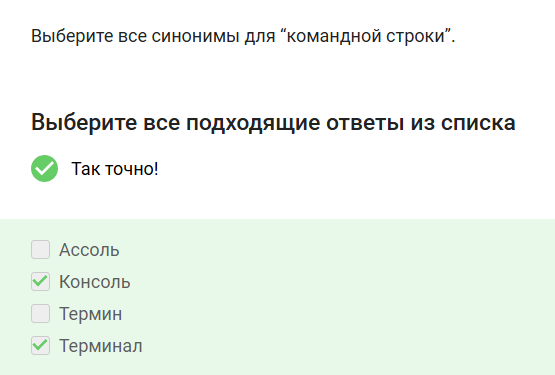 Выберите все синонимы для “командной строки”.
Выберите все подходящие ответы из списка
Так точно!
Ассоль
Консоль
Термин
Терминал